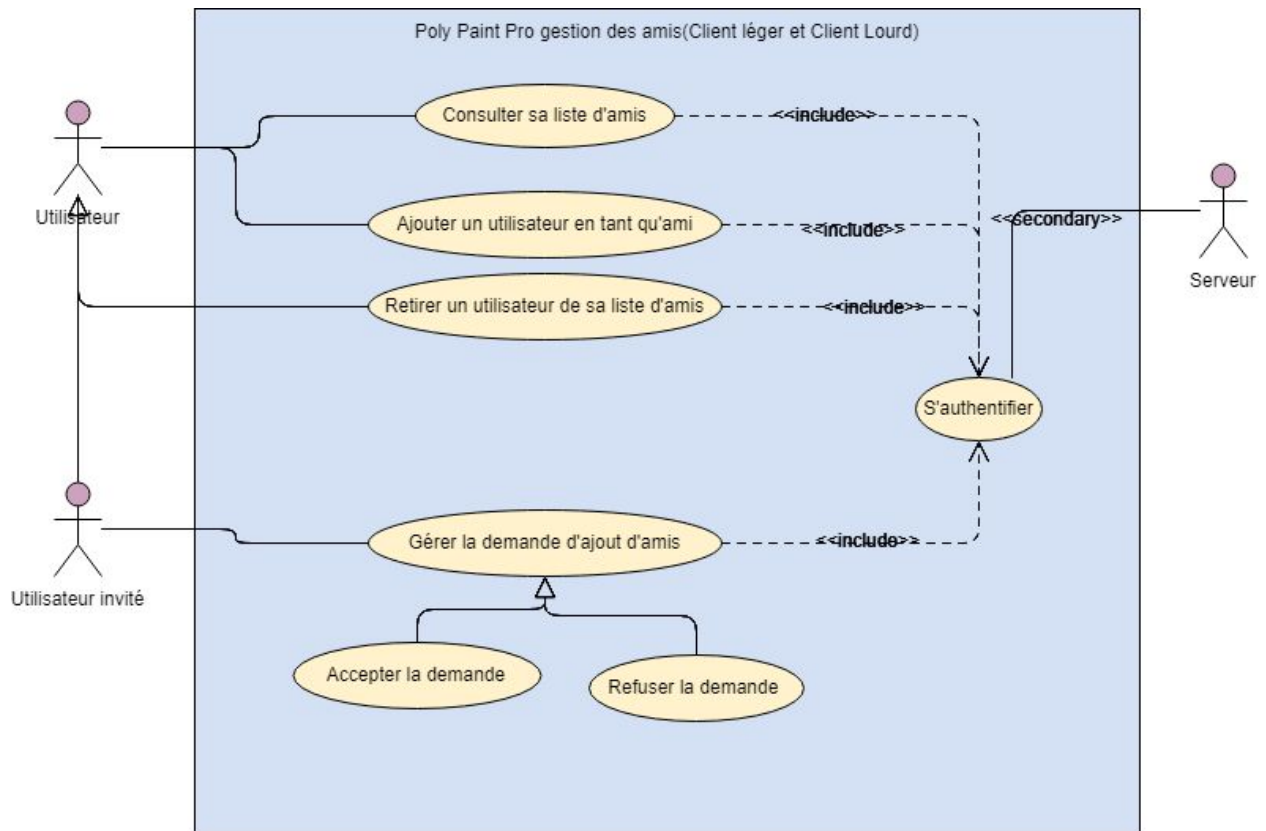 Poly Paint Pro gestion des amis(Client léger et Client Lourd)
Consulter sa liste d'amis
<<include>>
Utilisateur
Ajouter un utilisateur en tant qu'ami
<<include>>
<<secondary>>
Serveur
Retirer un utilisateur de sa liste d'amis
<<include>>
S'authentifier
Utilisateur invité
Gérer la demande d'ajout d'amis
<<include>>
Accepter la demande
Refuser la demande